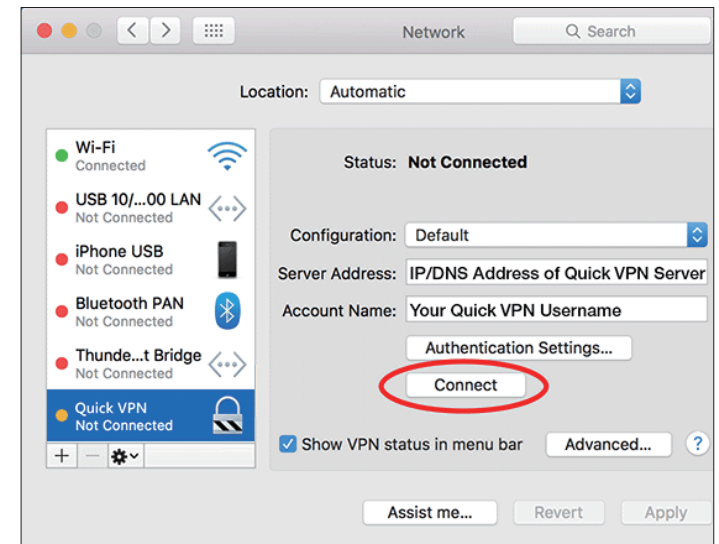 Network
Search
Location: Automatic
Wi-Fi
Connected
USB 10/...00 LAN
Not Connected
iPhone USB
Not Connected
Bluetooth PAN
Not Connected
Thunde...t Bridge
Not Connected
Quick VPN
Not Connected
Status: Not Connected
Configuration: Default
Server Address: IP/DNS Address of Quick VPN Server
Account Name: Your Quick VPN Username
Authentication Settings...
Connect
Show VPN status in menu bar
Advanced...
?
Assist me...
Revert
Apply